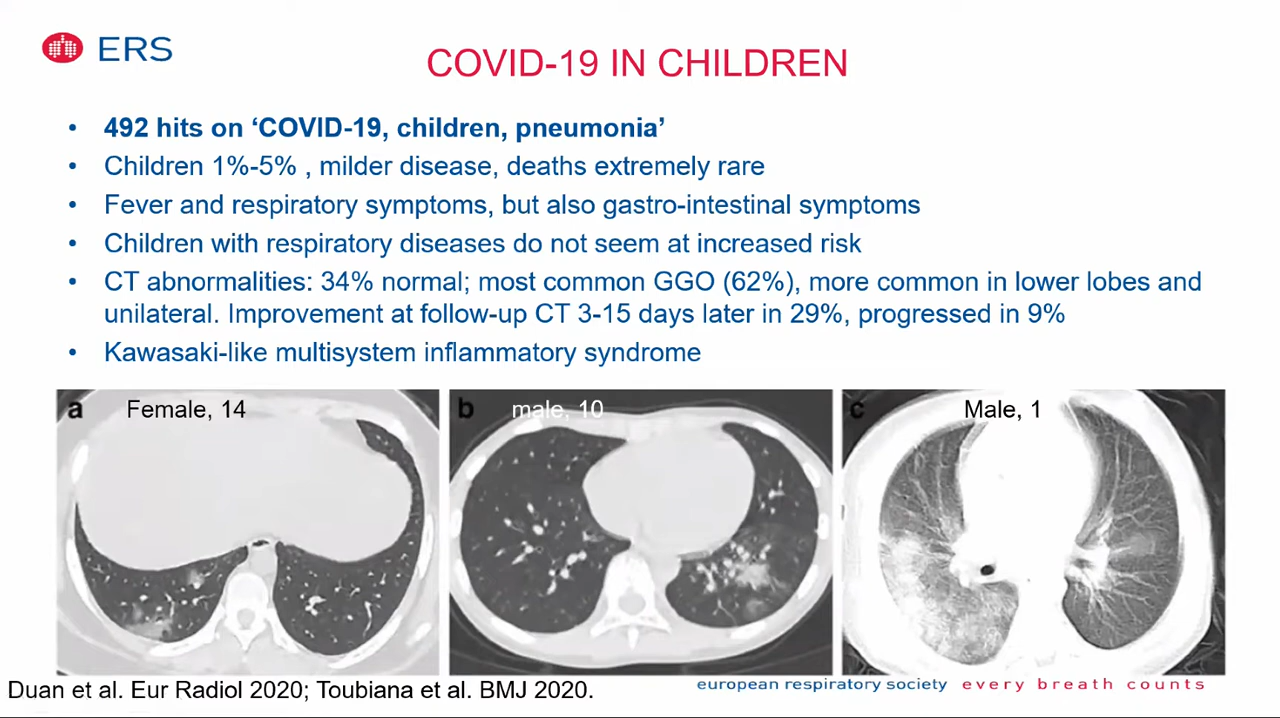 ERS
COVID-19 IN CHILDREN
• 492 hits on ‘COVID-19, children, pneumonia’
• Children 1%-5% , milder disease, deaths extremely rare
• Fever and respiratory symptoms, but also gastro-intestinal symptoms
• Children with respiratory diseases do not seem at increased risk
• CT abnormalities: 34% normal; most common GGO (62%), more common in lower lobes and
unilateral. Improvement at follow-up CT 3-15 days later in 29%, progressed in 9%
• Kawasaki-like multisystem inflammatory syndrome
a Female, 14
b male, 10
c Male, 1
Duan et al. Eur Radiol 2020; Toubiana et al. BMJ 2020.
european respiratory society every breath counts